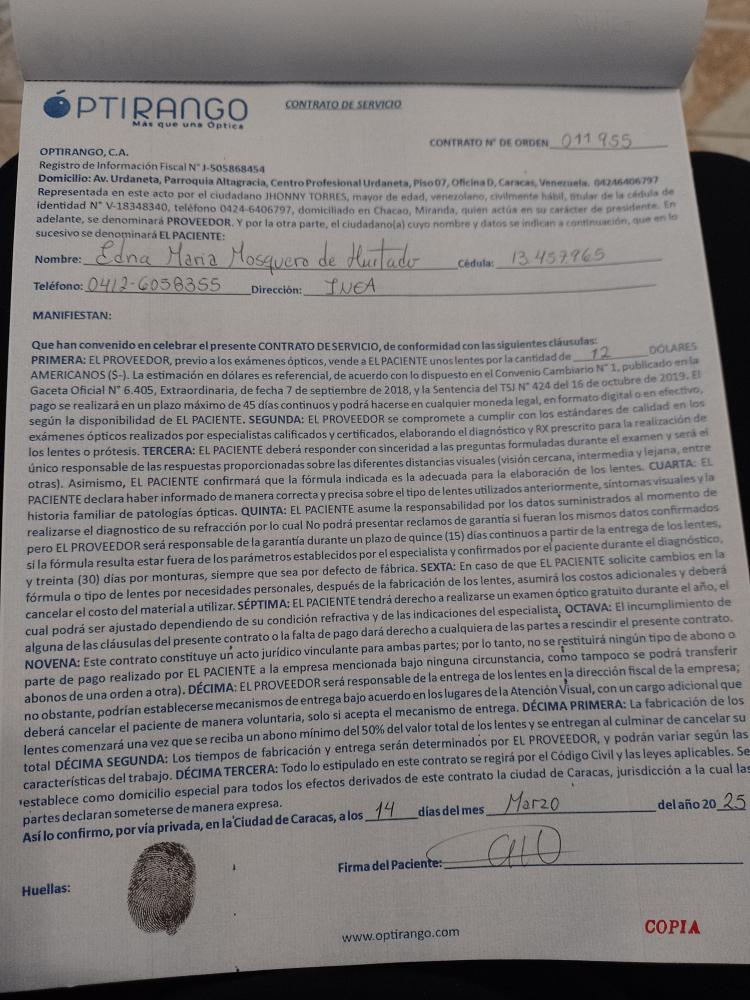 ÓPTIRANGO
Más que una Óptica
CONTRATO DE SERVICIO
CONTRATO N° DE ORDEN 011955
OPTIRANGO, C.A.
Registro de Información Fiscal N° J-505868454
Domicilio: Av. Urdaneta, Parroquia Altagracia, Centro Profesional Urdaneta, Piso 07, Oficina D, Caracas, Venezuela. 04246406797
Representada en este acto por el ciudadano JHONNY TORRES, mayor de edad, venezolano, civilmente hábil, titular de la cédula de
identidad N° V-18348340, teléfono 0424-6406797, domiciliado en Chacao, Miranda, quien actúa en su carácter de presidente. En
adelante, se denominará PROVEEDOR. Y por la otra parte, el ciudadano(a) cuyo nombre y datos se indican a continuación, que en lo
sucesivo se denominará EL PACIENTE:
Nombre: Edna Maria Mosquero de Hurtado Cédula: 13.457.965
Teléfono: 0412-6058355 Dirección: INEA
MANIFIESTAN:
Que han convenido en celebrar el presente CONTRATO DE SERVICIO, de conformidad con las siguientes cláusulas:
PRIMERA: EL PROVEEDOR, previo a los exámenes ópticos, vende a EL PACIENTE unos lentes por la cantidad de 12 DÓLARES
AMERICANOS ($-). La estimación en dólares es referencial, de acuerdo con lo dispuesto en el Convenio Cambiario N° 1, publicado en la
Gaceta Oficial N° 6.405, Extraordinaria, de fecha 7 de septiembre de 2018, y la Sentencia del TSJ N° 424 del 16 de octubre de 2019. El
pago se realizará en un plazo máximo de 45 días continuos y podrá hacerse en cualquier moneda legal, en formato digital o en efectivo,
según la disponibilidad de EL PACIENTE. SEGUNDA: EL PROVEEDOR se compromete a cumplir con los estándares de calidad en los
exámenes ópticos realizados por especialistas calificados y certificados, elaborando el diagnóstico y RX prescrito para la realización de
los lentes o prótesis. TERCERA: EL PACIENTE deberá responder con sinceridad a las preguntas formuladas durante el examen y será el
único responsable de las respuestas proporcionadas sobre las diferentes distancias visuales (visión cercana, intermedia y lejana, entre
otras). Asimismo, EL PACIENTE confirmará que la fórmula indicada es la adecuada para la elaboración de los lentes. CUARTA: EL
PACIENTE declara haber informado de manera correcta y precisa sobre el tipo de lentes utilizados anteriormente, síntomas visuales y la
historia familiar de patologías ópticas. QUINTA: EL PACIENTE asume la responsabilidad por los datos suministrados al momento de
realizarse el diagnostico de su refracción por lo cual No podrá presentar reclamos de garantía si fueran los mismos datos confirmados
pero EL PROVEEDOR será responsable de la garantía durante un plazo de quince (15) días continuos a partir de la entrega de los lentes,
si la fórmula resulta estar fuera de los parámetros establecidos por el especialista y confirmados por el paciente durante el diagnóstico,
y treinta (30) días por monturas, siempre que sea por defecto de fábrica. SEXTA: En caso de que EL PACIENTE solicite cambios en la
fórmula o tipo de lentes por necesidades personales, después de la fabricación de los lentes, asumirá los costos adicionales y deberá
cancelar el costo del material a utilizar. SÉPTIMA: EL PACIENTE tendrá derecho a realizarse un examen óptico gratuito durante el año, el
cual podrá ser ajustado dependiendo de su condición refractiva y de las indicaciones del especialista. OCTAVA: El incumplimiento de
alguna de las cláusulas del presente contrato o la falta de pago dará derecho a cualquiera de las partes a rescindir el presente contrato.
NOVENA: Este contrato constituye un acto jurídico vinculante para ambas partes; por lo tanto, no se restituirá ningún tipo de abono o
parte de pago realizado por EL PACIENTE a la empresa mencionada bajo ninguna circunstancia, como tampoco se podrá transferir
abonos de una orden a otra). DÉCIMA: EL PROVEEDOR será responsable de la entrega de los lentes en la dirección fiscal de la empresa;
no obstante, podrían establecerse mecanismos de entrega bajo acuerdo en los lugares de la Atención Visual, con un cargo adicional que
deberá cancelar el paciente de manera voluntaria, solo si acepta el mecanismo de entrega. DÉCIMA PRIMERA: La fabricación de los
lentes comenzará una vez que se reciba un abono mínimo del 50% del valor total de los lentes y se entregan al culminar de cancelar su
total DÉCIMA SEGUNDA: Los tiempos de fabricación y entrega serán determinados por EL PROVEEDOR, y podrán variar según las
características del trabajo. DÉCIMA TERCERA: Todo lo estipulado en este contrato se regirá por el Código Civil y las leyes aplicables. Se
establece como domicilio especial para todos los efectos derivados de este contrato la ciudad de Caracas, jurisdicción a la cual las
partes declaran someterse de manera expresa.
Así lo confirmo, por vía privada, en la Ciudad de Caracas, a los 14 días del mes Marzo del año 20 25
Firma del Paciente:
Huellas:
www.optirango.com
COPIA